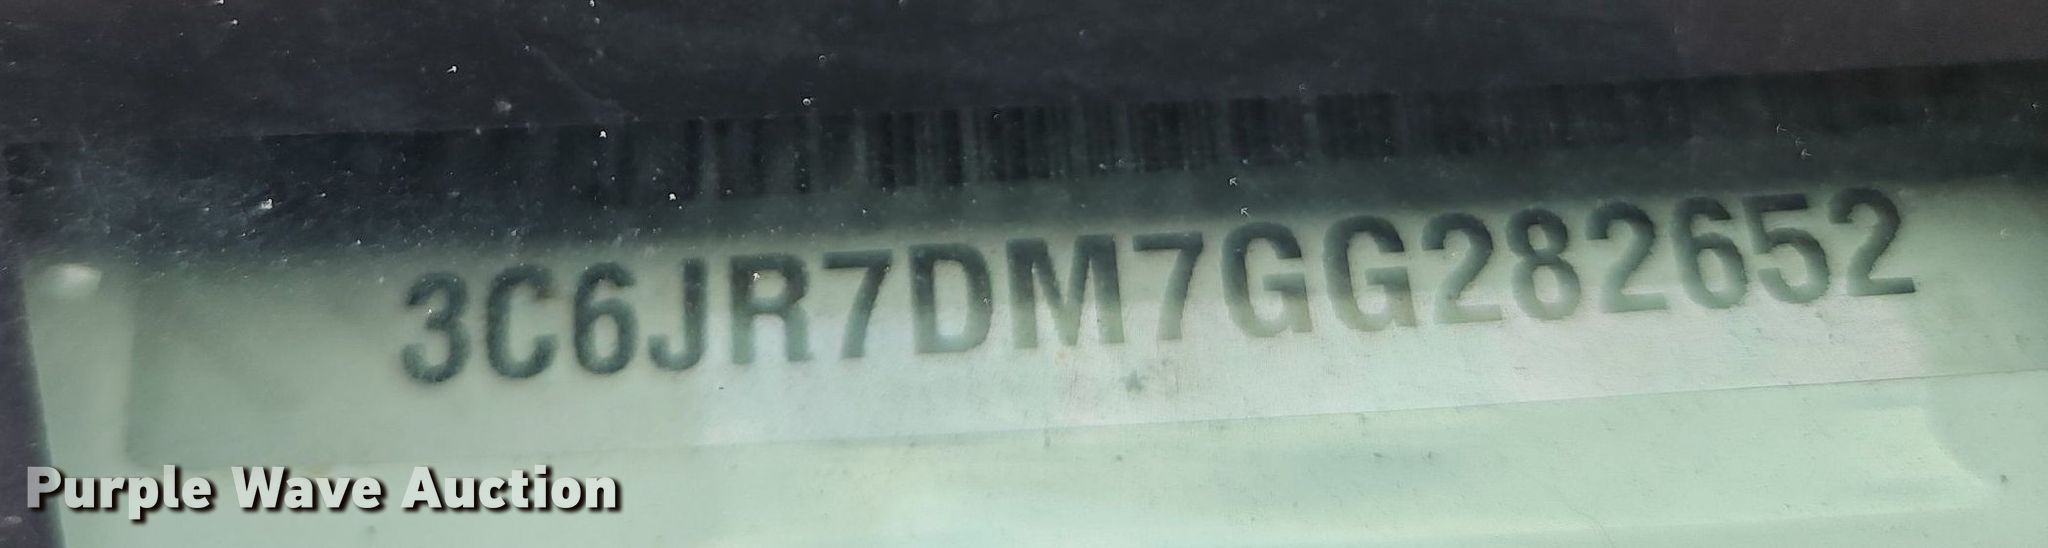 3C6JR7DM7GG282652
Purple Wave Auction